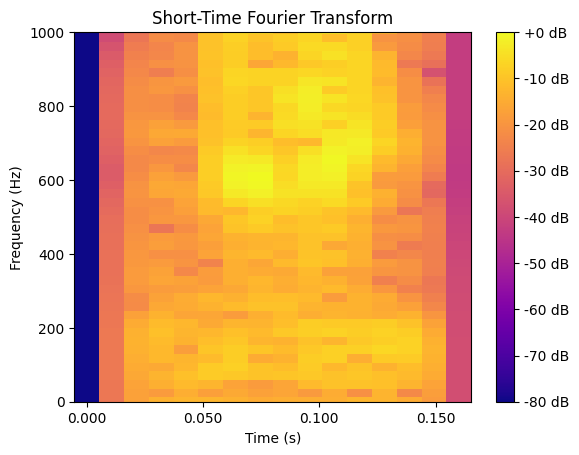 Short-Time Fourier Transform
1000
800
600
400
200
0
Frequency (Hz)
0.000
0.050
0.100
0.150
Time (s)
+0 dB
-10 dB
-20 dB
-30 dB
-40 dB
-50 dB
-60 dB
-70 dB
-80 dB